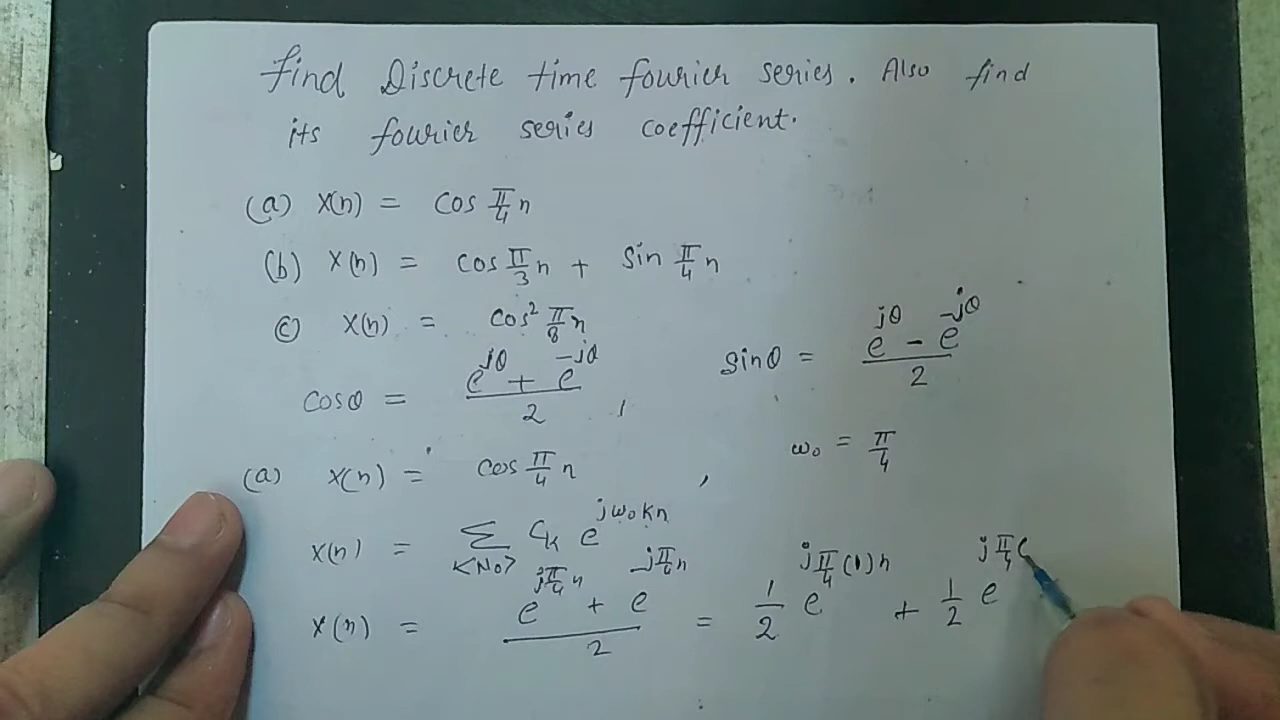 find Discrete time fourier series. Also find
its fourier series coefficient.
(a) x(n) = cos π/4 n
(b) x(n) = cos π/3 n + sin π/4 n
(c) x(n) = cos² π/8 n
cosθ = (e^jθ + e^-jθ)/2 , sinθ = (e^jθ - e^-jθ)/2
(a) x(n) = cos π/4 n , ω₀ = π/4
x(n) = Σ_<N₀> C_k e^jω₀kn
x(n) = (e^jπ/4 n + e^-jπ/4 n)/2 = 1/2 e^jπ/4(1)n + 1/2 e^jπ/4(